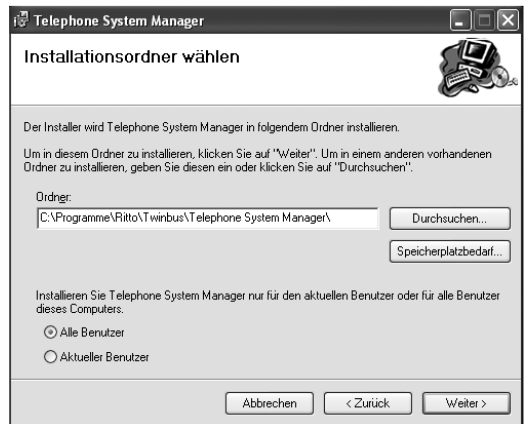 Telephone System Manager
Installationsordner wählen
Der Installer wird Telephone System Manager in folgendem Ordner installieren.
Um in diesem Ordner zu installieren, klicken Sie auf "Weiter". Um in einem anderen vorhandenen
Ordner zu installieren, geben Sie diesen ein oder klicken Sie auf "Durchsuchen".
Ordner:
C:\Programme\Ritto\Twinbus\Telephone System Manager\
Durchsuchen...
Speicherplatzbedarf...
Installieren Sie Telephone System Manager nur für den aktuellen Benutzer oder für alle Benutzer
dieses Computers.
Alle Benutzer
Aktueller Benutzer
Abbrechen
< Zurück
Weiter >